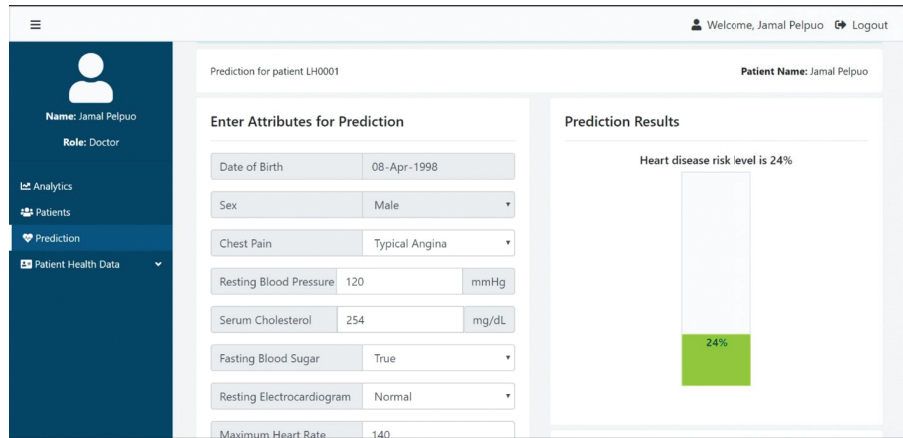 Welcome, Jamal Pelpuo Logout
Name: Jamal Pelpuo
Role: Doctor
Analytics
Patients
Prediction
Patient Health Data
Prediction for patient LH0001
Patient Name: Jamal Pelpuo
Enter Attributes for Prediction
Date of Birth 08-Apr-1998
Sex Male
Chest Pain Typical Angina
Resting Blood Pressure 120 mmHg
Serum Cholesterol 254 mg/dL
Fasting Blood Sugar True
Resting Electrocardiogram Normal
Maximum Heart Rate 140
Prediction Results
Heart disease risk level is 24%
24%